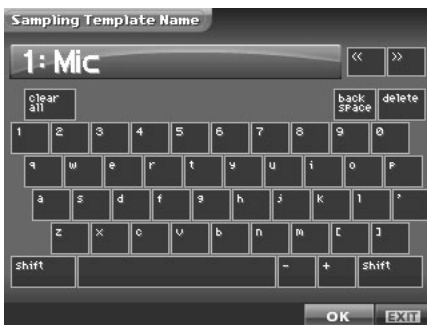 Sampling Template Name
1: Mic << >>
clear all back space delete
1 2 3 4 5 6 7 8 9 0
q w e r t y u i o p
a s d f g h j k l '
z x c v b n m [ ]
shift - + shift
OK EXIT